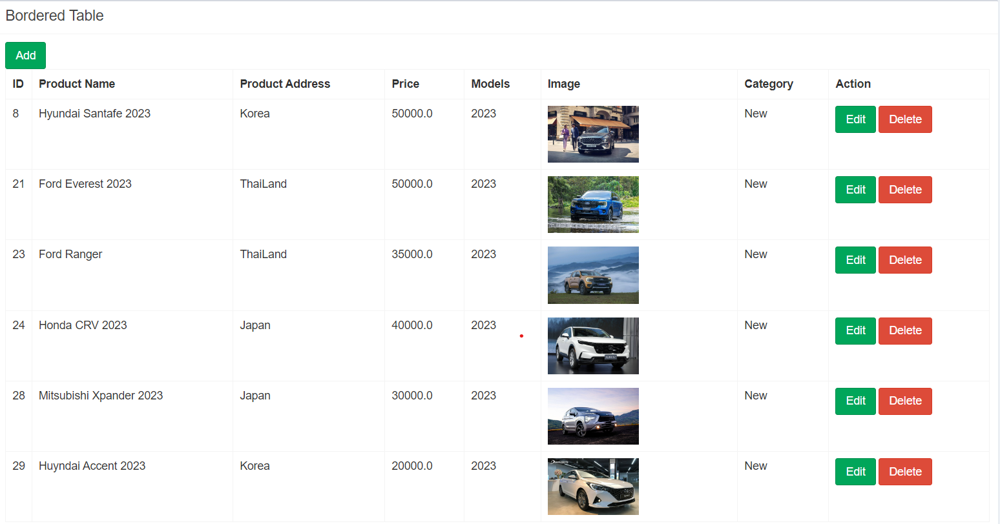 Bordered Table
Add
ID Product Name Product Address Price Models Image Category Action
8 Hyundai Santafe 2023 Korea 50000.0 2023 New Edit Delete
21 Ford Everest 2023 ThaiLand 50000.0 2023 New Edit Delete
23 Ford Ranger ThaiLand 35000.0 2023 New Edit Delete
24 Honda CRV 2023 Japan 40000.0 2023 New Edit Delete
28 Mitsubishi Xpander 2023 Japan 30000.0 2023 New Edit Delete
29 Huyndai Accent 2023 Korea 20000.0 2023 New Edit Delete